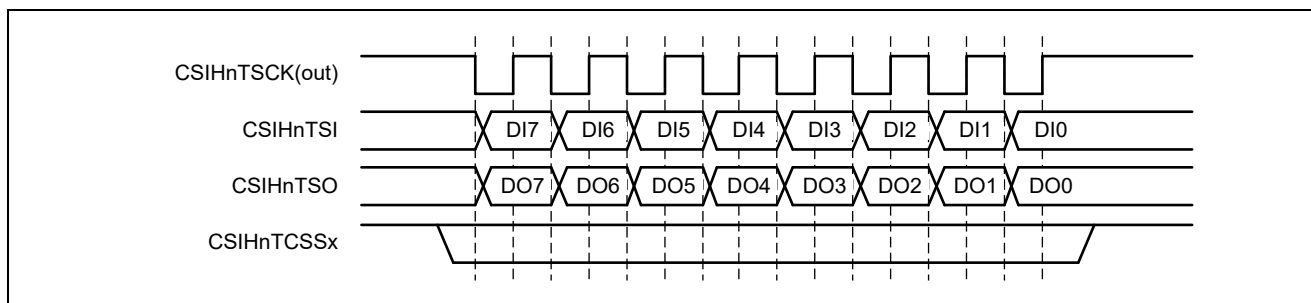 CSIHnTSCK(out)
CSIHnTSI DI7 DI6 DI5 DI4 DI3 DI2 DI1 DI0
CSIHnTSO DO7 DO6 DO5 DO4 DO3 DO2 DO1 DO0
CSIHnTCSSx